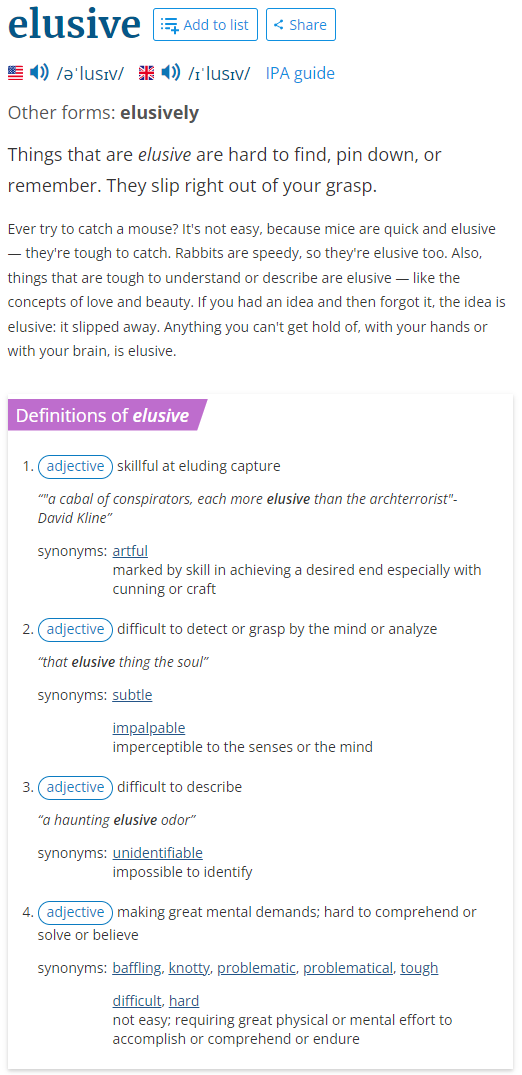 elusive Add to list Share
/əˈlusɪv/ /ɪˈlusɪv/ IPA guide
Other forms: elusively
Things that are elusive are hard to find, pin down, or
remember. They slip right out of your grasp.
Ever try to catch a mouse? It's not easy, because mice are quick and elusive
— they're tough to catch. Rabbits are speedy, so they're elusive too. Also,
things that are tough to understand or describe are elusive — like the
concepts of love and beauty. If you had an idea and then forgot it, the idea is
elusive: it slipped away. Anything you can't get hold of, with your hands or
with your brain, is elusive.
Definitions of elusive
1. adjective skillful at eluding capture
“"a cabal of conspirators, each more elusive than the archterrorist"-
David Kline”
synonyms: artful
marked by skill in achieving a desired end especially with
cunning or craft
2. adjective difficult to detect or grasp by the mind or analyze
“that elusive thing the soul”
synonyms: subtle
impalpable
imperceptible to the senses or the mind
3. adjective difficult to describe
“a haunting elusive odor”
synonyms: unidentifiable
impossible to identify
4. adjective making great mental demands; hard to comprehend or
solve or believe
synonyms: baffling, knotty, problematic, problematical, tough
difficult, hard
not easy; requiring great physical or mental effort to
accomplish or comprehend or endure